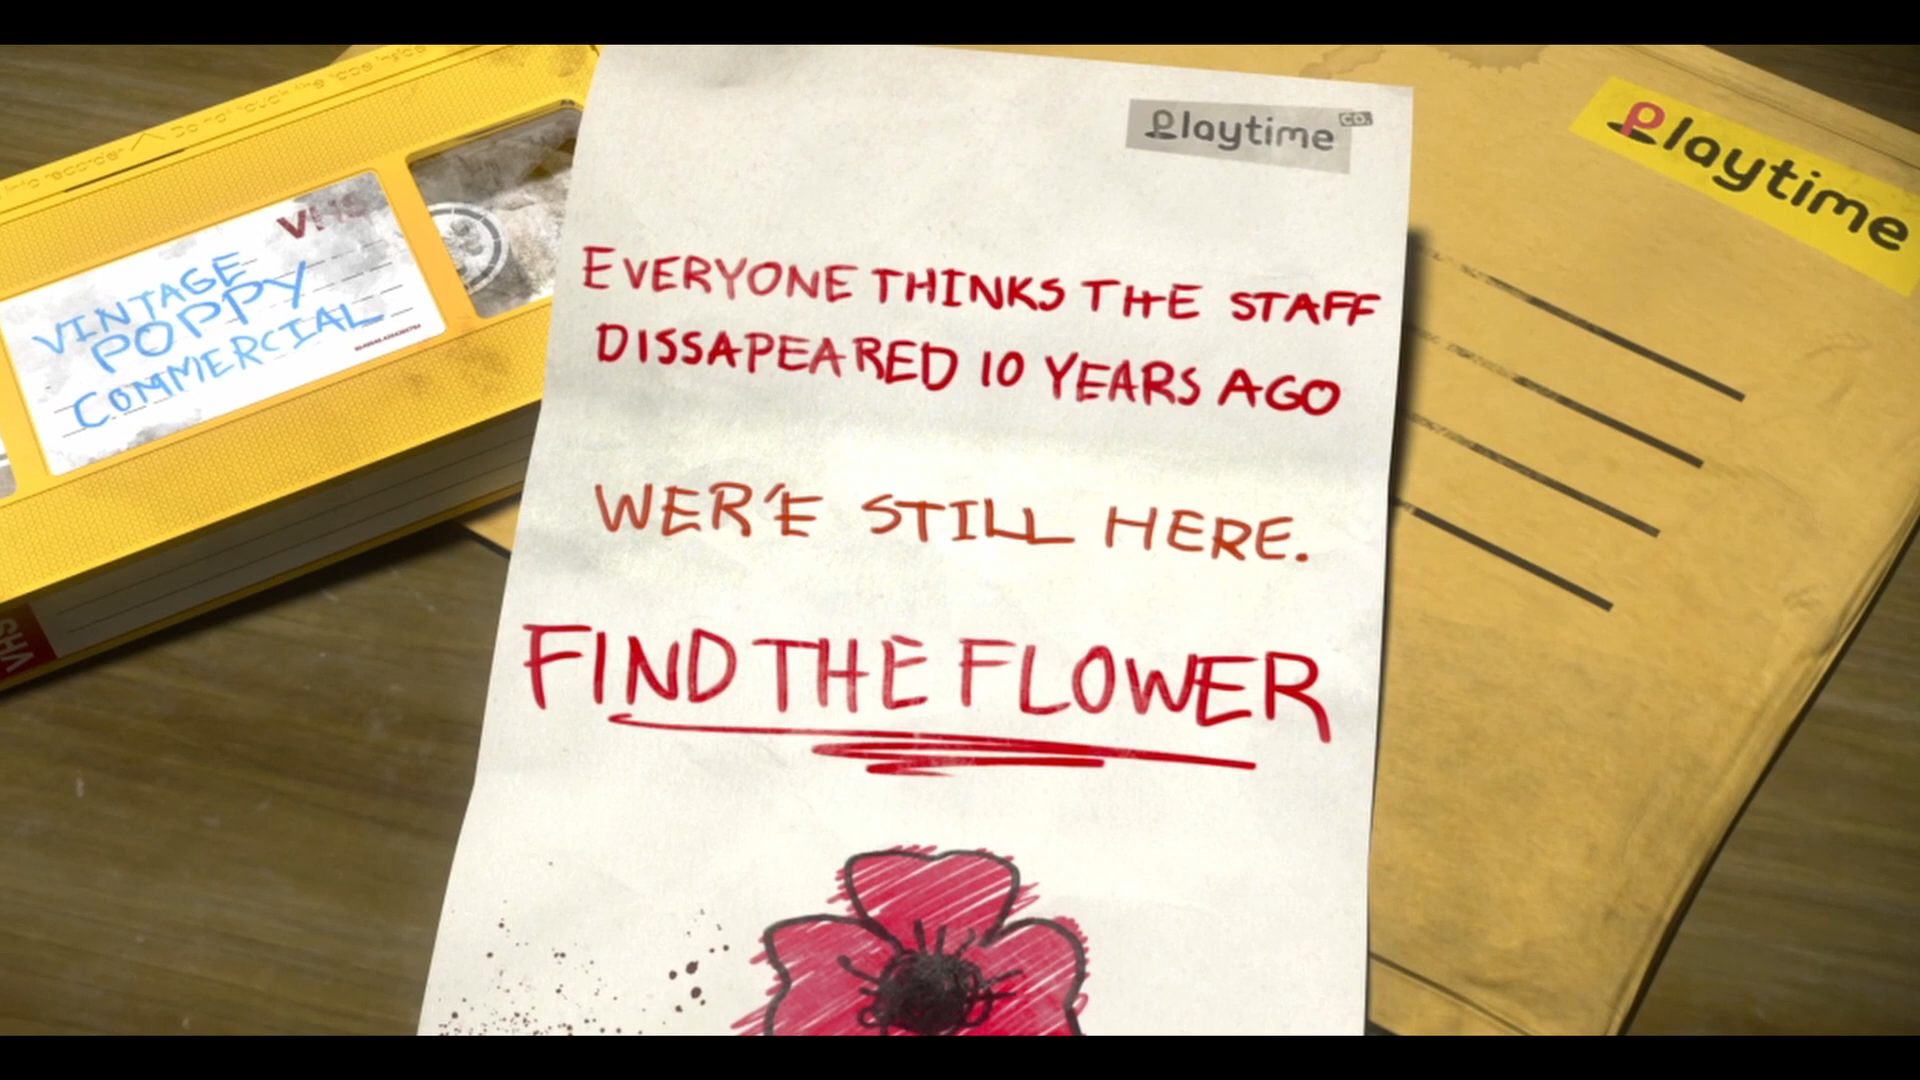 VHS
VINTAGE
POPPY
COMMERCIAL
VHS
Playtime CO.
EVERYONE THINKS THE STAFF
DISSAPEARED 10 YEARS AGO
WER'E STILL HERE.
FIND THE FLOWER
Playtime